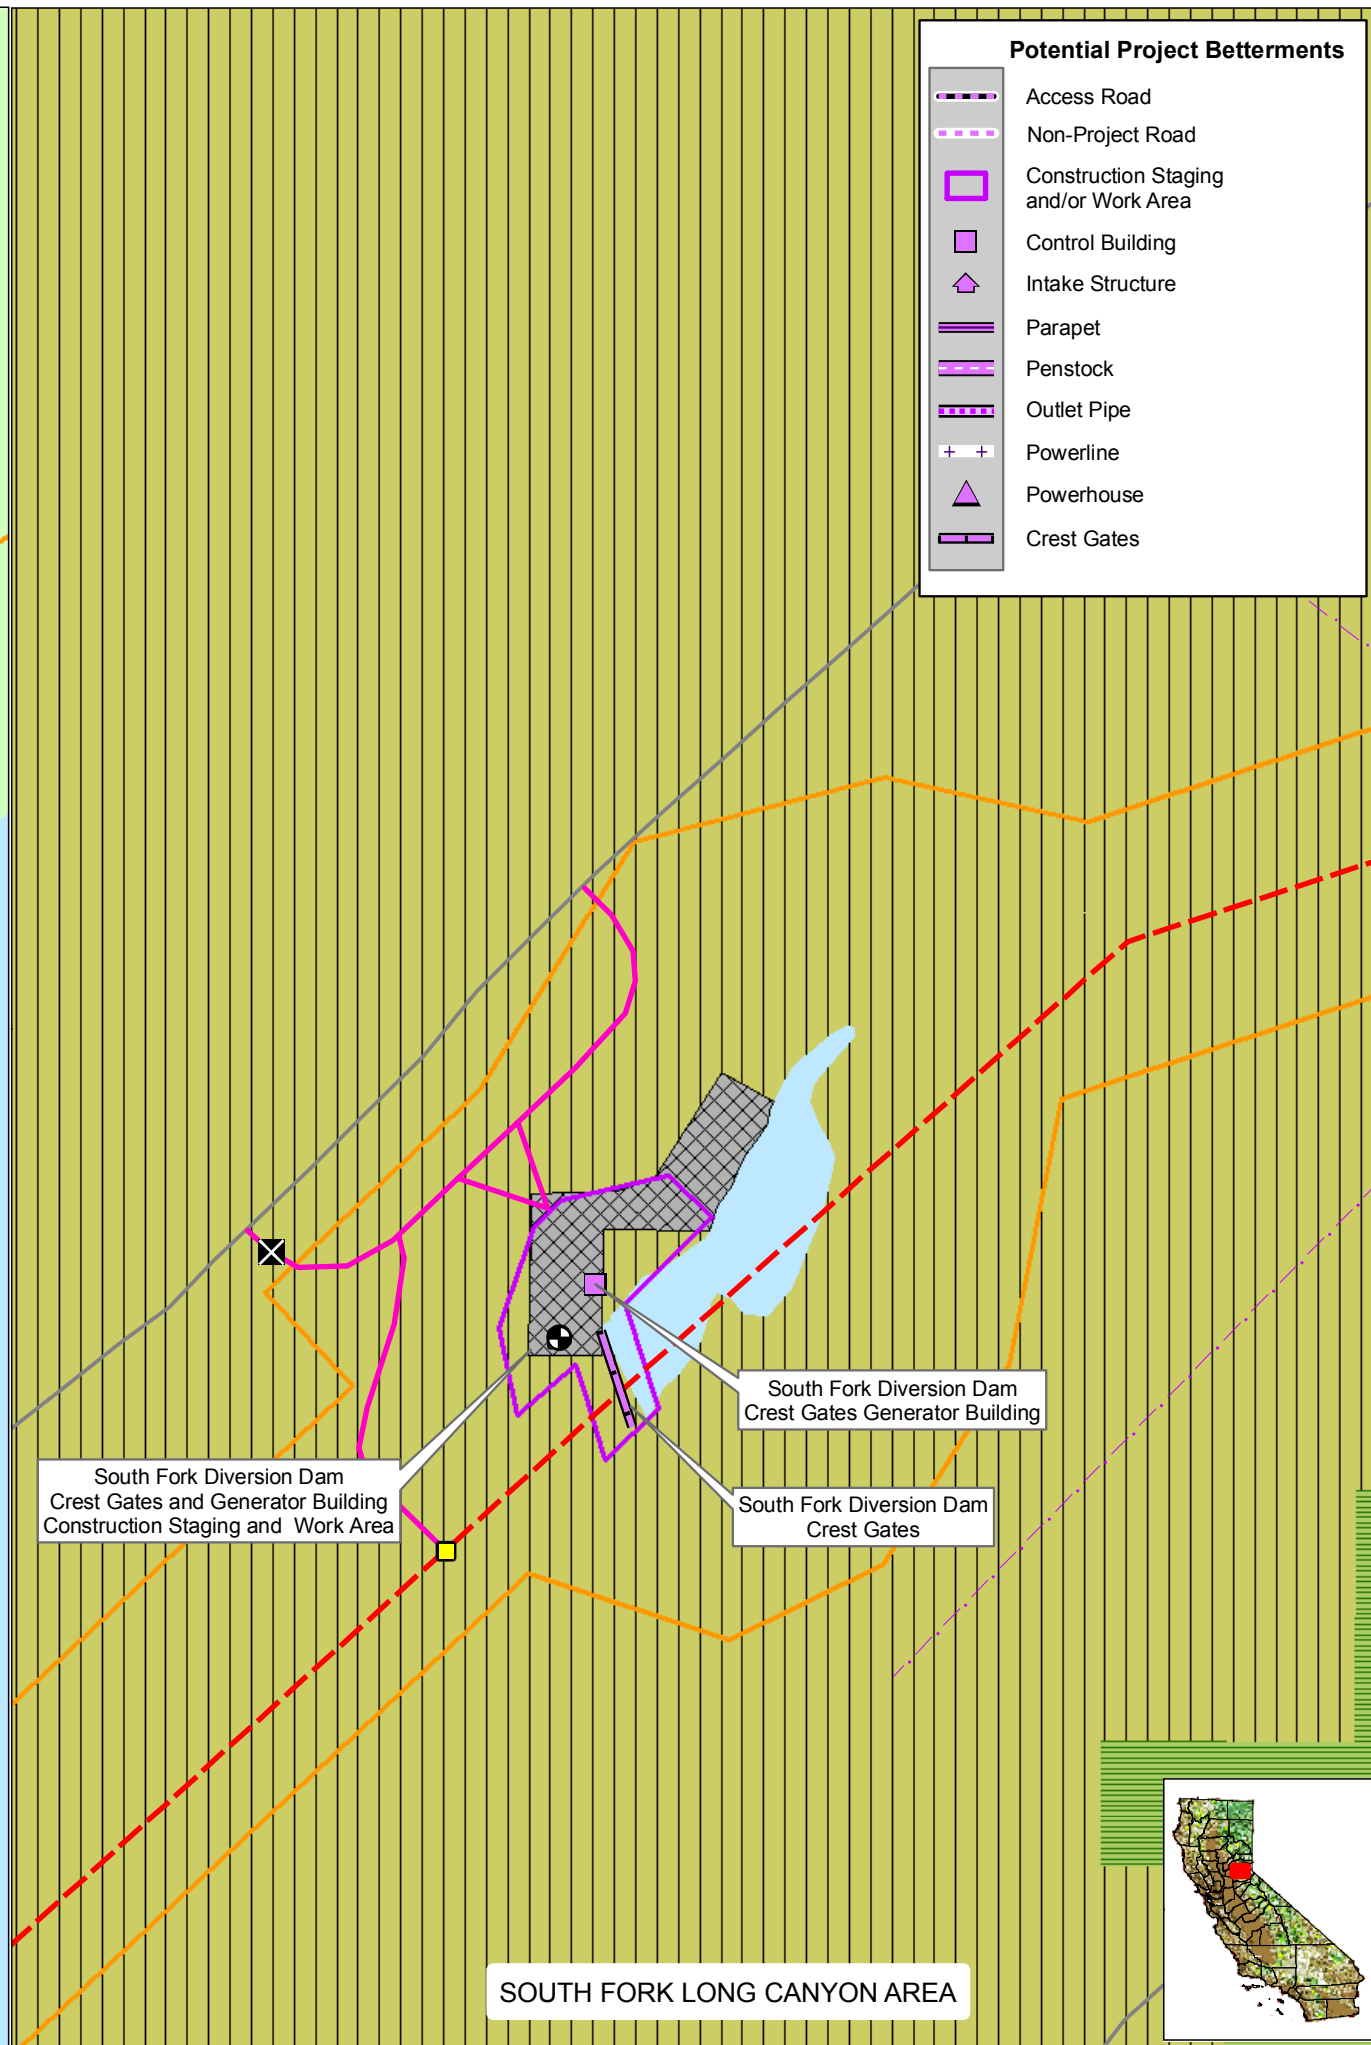 Potential Project Betterments
Access Road
Non-Project Road
Construction Staging
and/or Work Area
Control Building
Intake Structure
Parapet
Penstock
Outlet Pipe
Powerline
Powerhouse
Crest Gates
South Fork Diversion Dam
Crest Gates Generator Building
South Fork Diversion Dam
Crest Gates and Generator Building
Construction Staging and Work Area
South Fork Diversion Dam
Crest Gates
SOUTH FORK LONG CANYON AREA